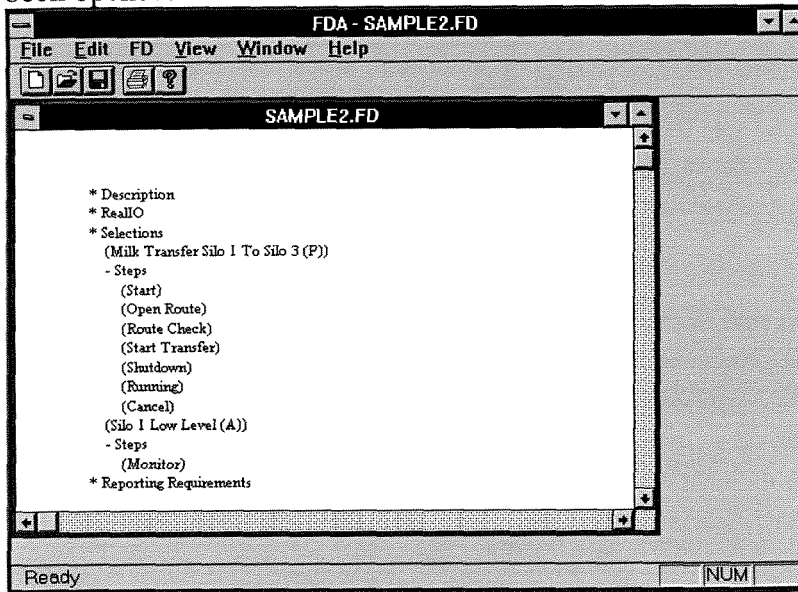 FDA - SAMPLE2.FD
File Edit FD View Window Help
SAMPLE2.FD
* Description
* RealIO
* Selections
(Milk Transfer Silo 1 To Silo 3 (P))
- Steps
(Start)
(Open Route)
(Route Check)
(Start Transfer)
(Shutdown)
(Running)
(Cancel)
(Silo 1 Low Level (A))
- Steps
(Monitor)
* Reporting Requirements
Ready NUM